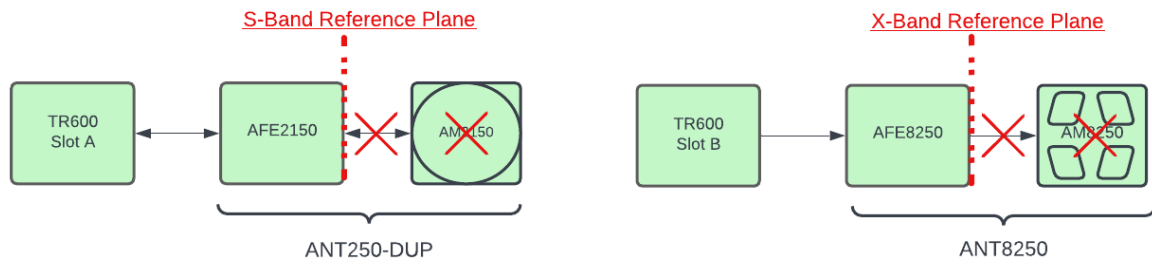 S-Band Reference Plane
X-Band Reference Plane
TR600
Slot A
AFE2150
AM2150
TR600
Slot B
AFE8250
AM8250
ANT250-DUP
ANT8250